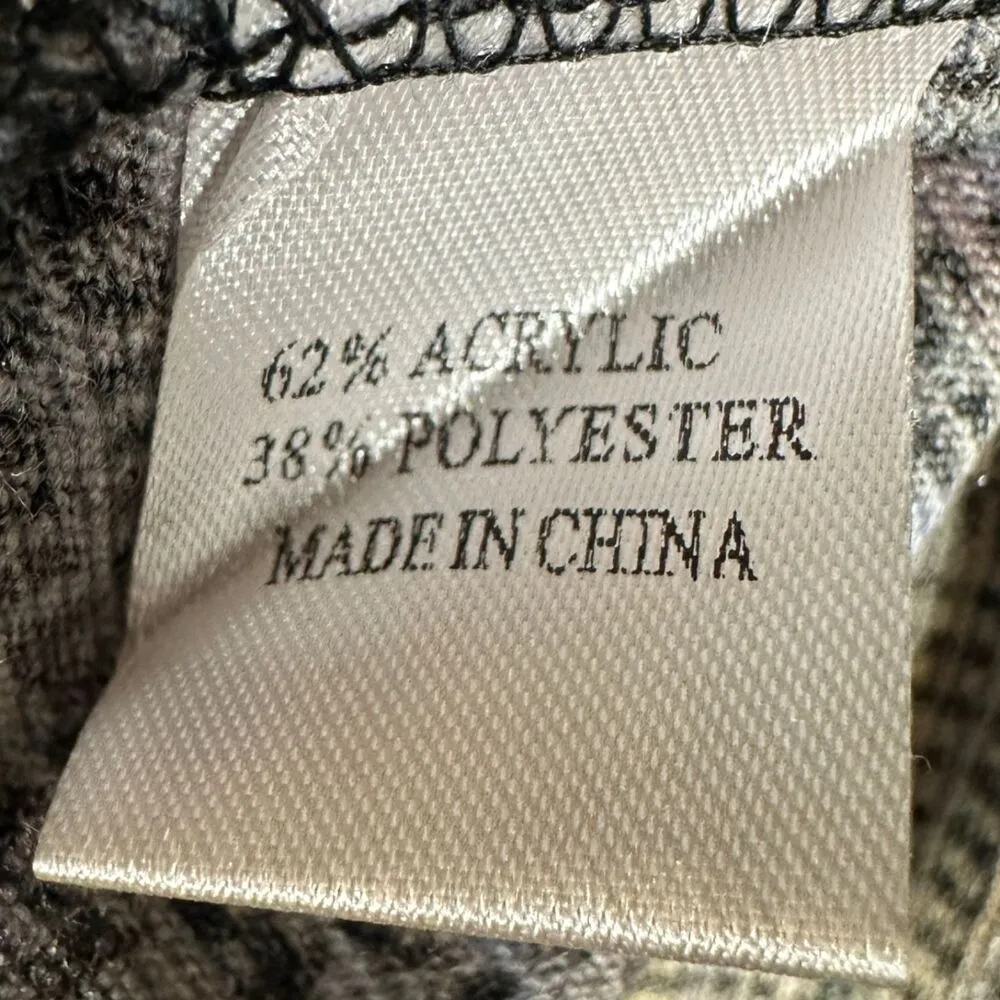 62% ACRYLIC
38% POLYESTER
MADE IN CHINA